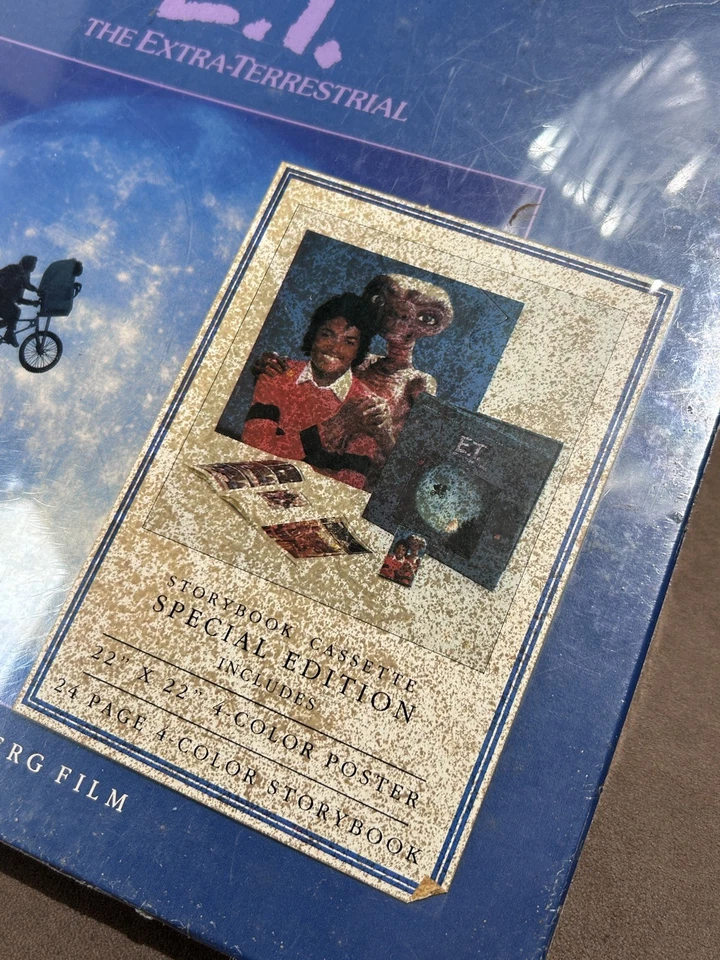 E.T.
THE EXTRA-TERRESTRIAL
E.T.
STORYBOOK CASSETTE
SPECIAL EDITION
INCLUDES
22" X 22" 4-COLOR POSTER
24 PAGE 4-COLOR STORYBOOK
ERG FILM